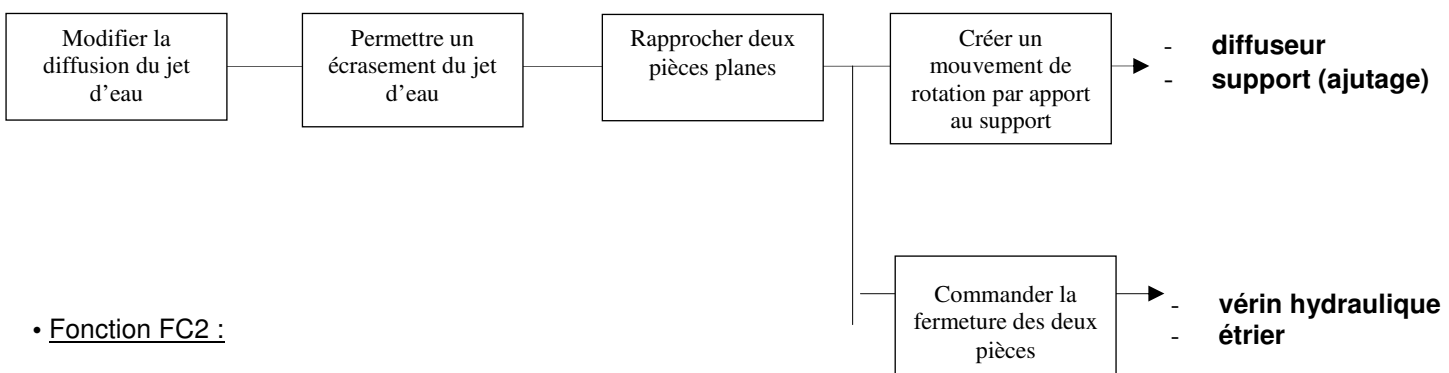 Modifier la
diffusion du jet
d'eau
Permettre un
écrasement du jet
d'eau
Rapprocher deux
pièces planes
Créer un
mouvement de
rotation par apport
au support
- diffuseur
- support (ajutage)
Commander la
fermeture des deux
pièces
- vérin hydraulique
- étrier
• Fonction FC2 :